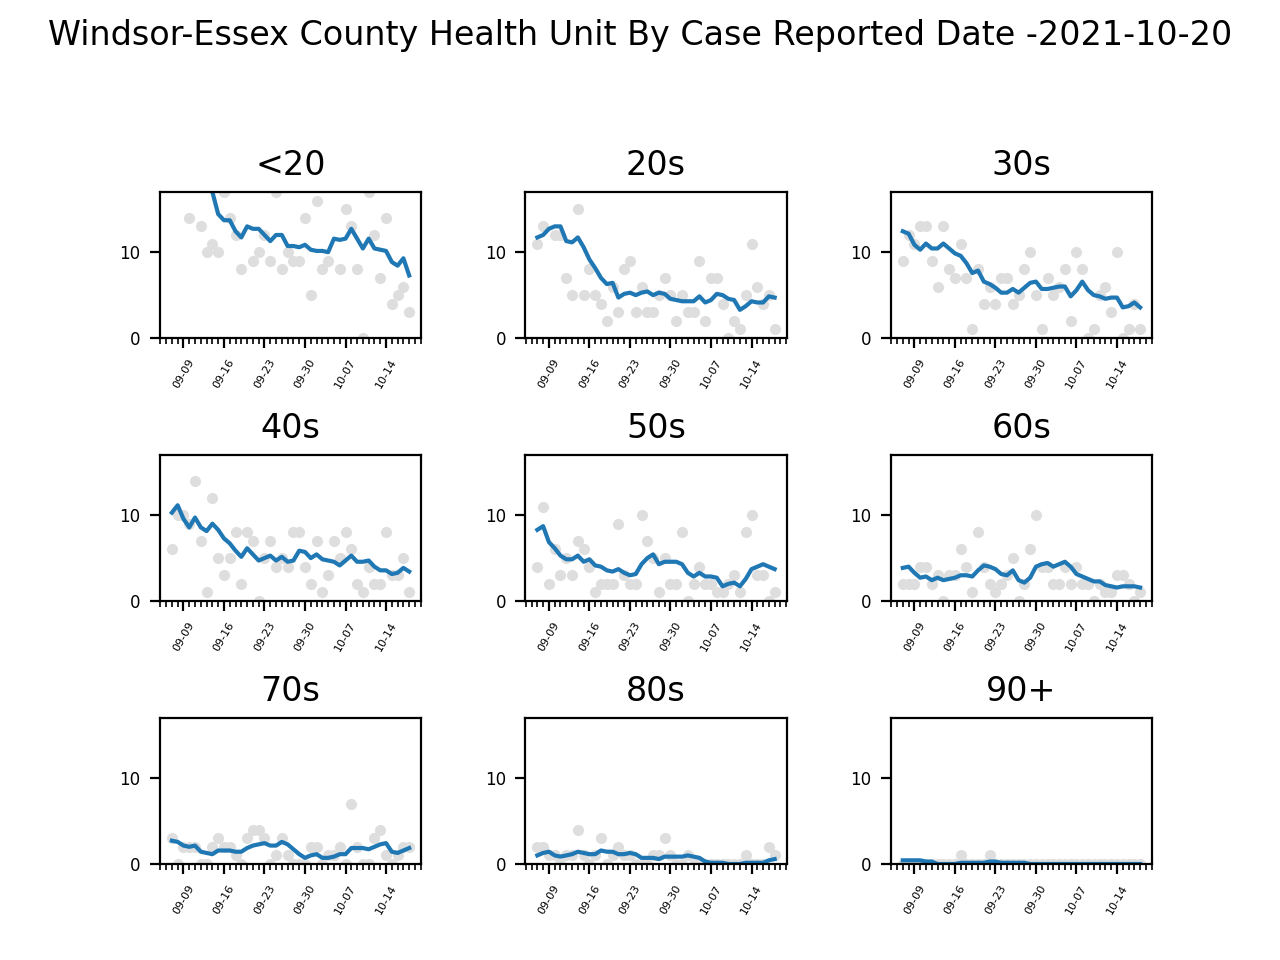 Windsor-Essex County Health Unit By Case Reported Date -2021-10-20
<20 20s 30s
10 10 10
0 0 0
09-09 09-16 09-23 09-30 10-07 10-14 09-09 09-16 09-23 09-30 10-07 10-14 09-09 09-16 09-23 09-30 10-07 10-14
40s 50s 60s
10 10 10
0 0 0
09-09 09-16 09-23 09-30 10-07 10-14 09-09 09-16 09-23 09-30 10-07 10-14 09-09 09-16 09-23 09-30 10-07 10-14
70s 80s 90+
10 10 10
0 0 0
09-09 09-16 09-23 09-30 10-07 10-14 09-09 09-16 09-23 09-30 10-07 10-14 09-09 09-16 09-23 09-30 10-07 10-14